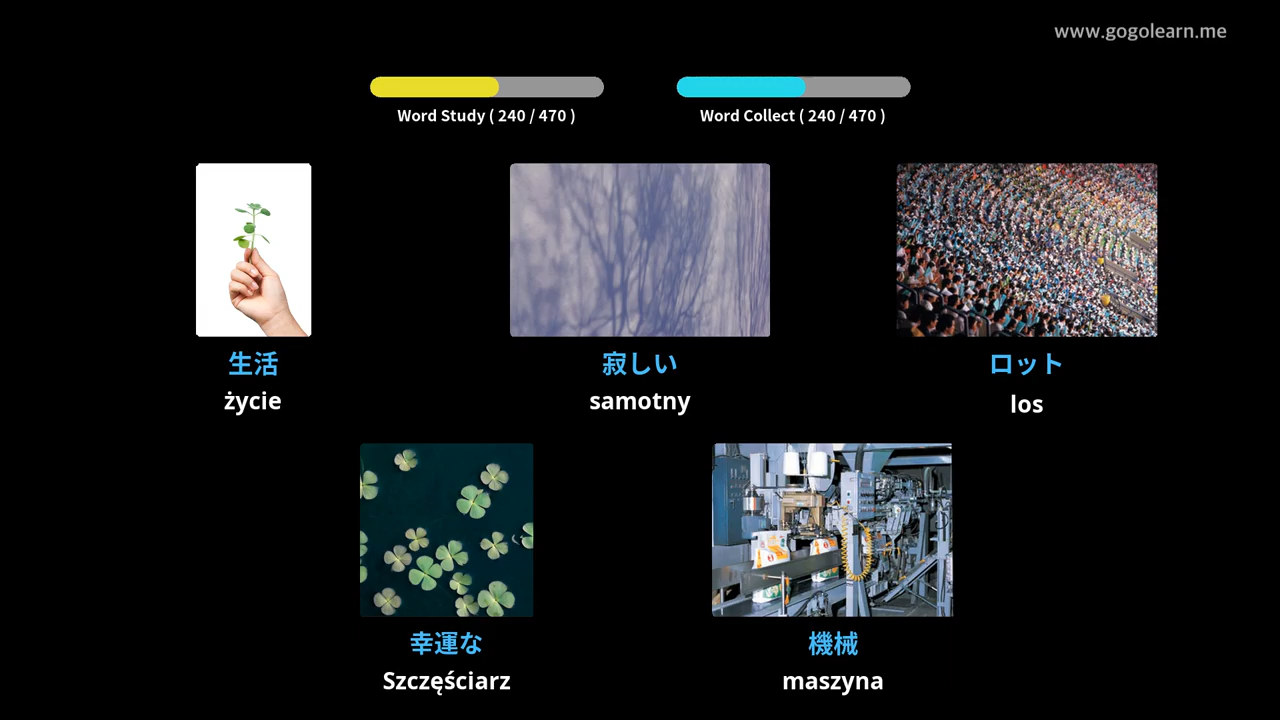 www.gogolearn.me
Word Study ( 240 / 470 )
Word Collect ( 240 / 470 )
生活
życie
寂しい
samotny
ロット
los
幸運な
Szczęściarz
機械
maszyna